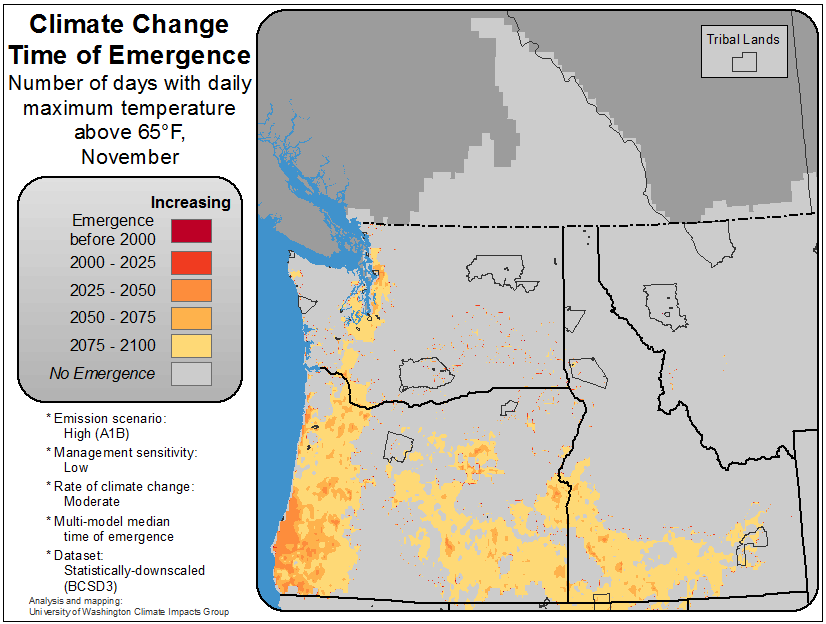 Climate Change
Time of Emergence
Number of days with daily
maximum temperature
above 65°F,
November
Increasing
Emergence
before 2000
2000 - 2025
2025 - 2050
2050 - 2075
2075 - 2100
No Emergence
* Emission scenario:
High (A1B)
* Management sensitivity:
Low
* Rate of climate change:
Moderate
* Multi-model median
time of emergence
* Dataset:
Statistically-downscaled
(BCSD3)
Analysis and mapping:
University of Washington Climate Impacts Group
Tribal Lands